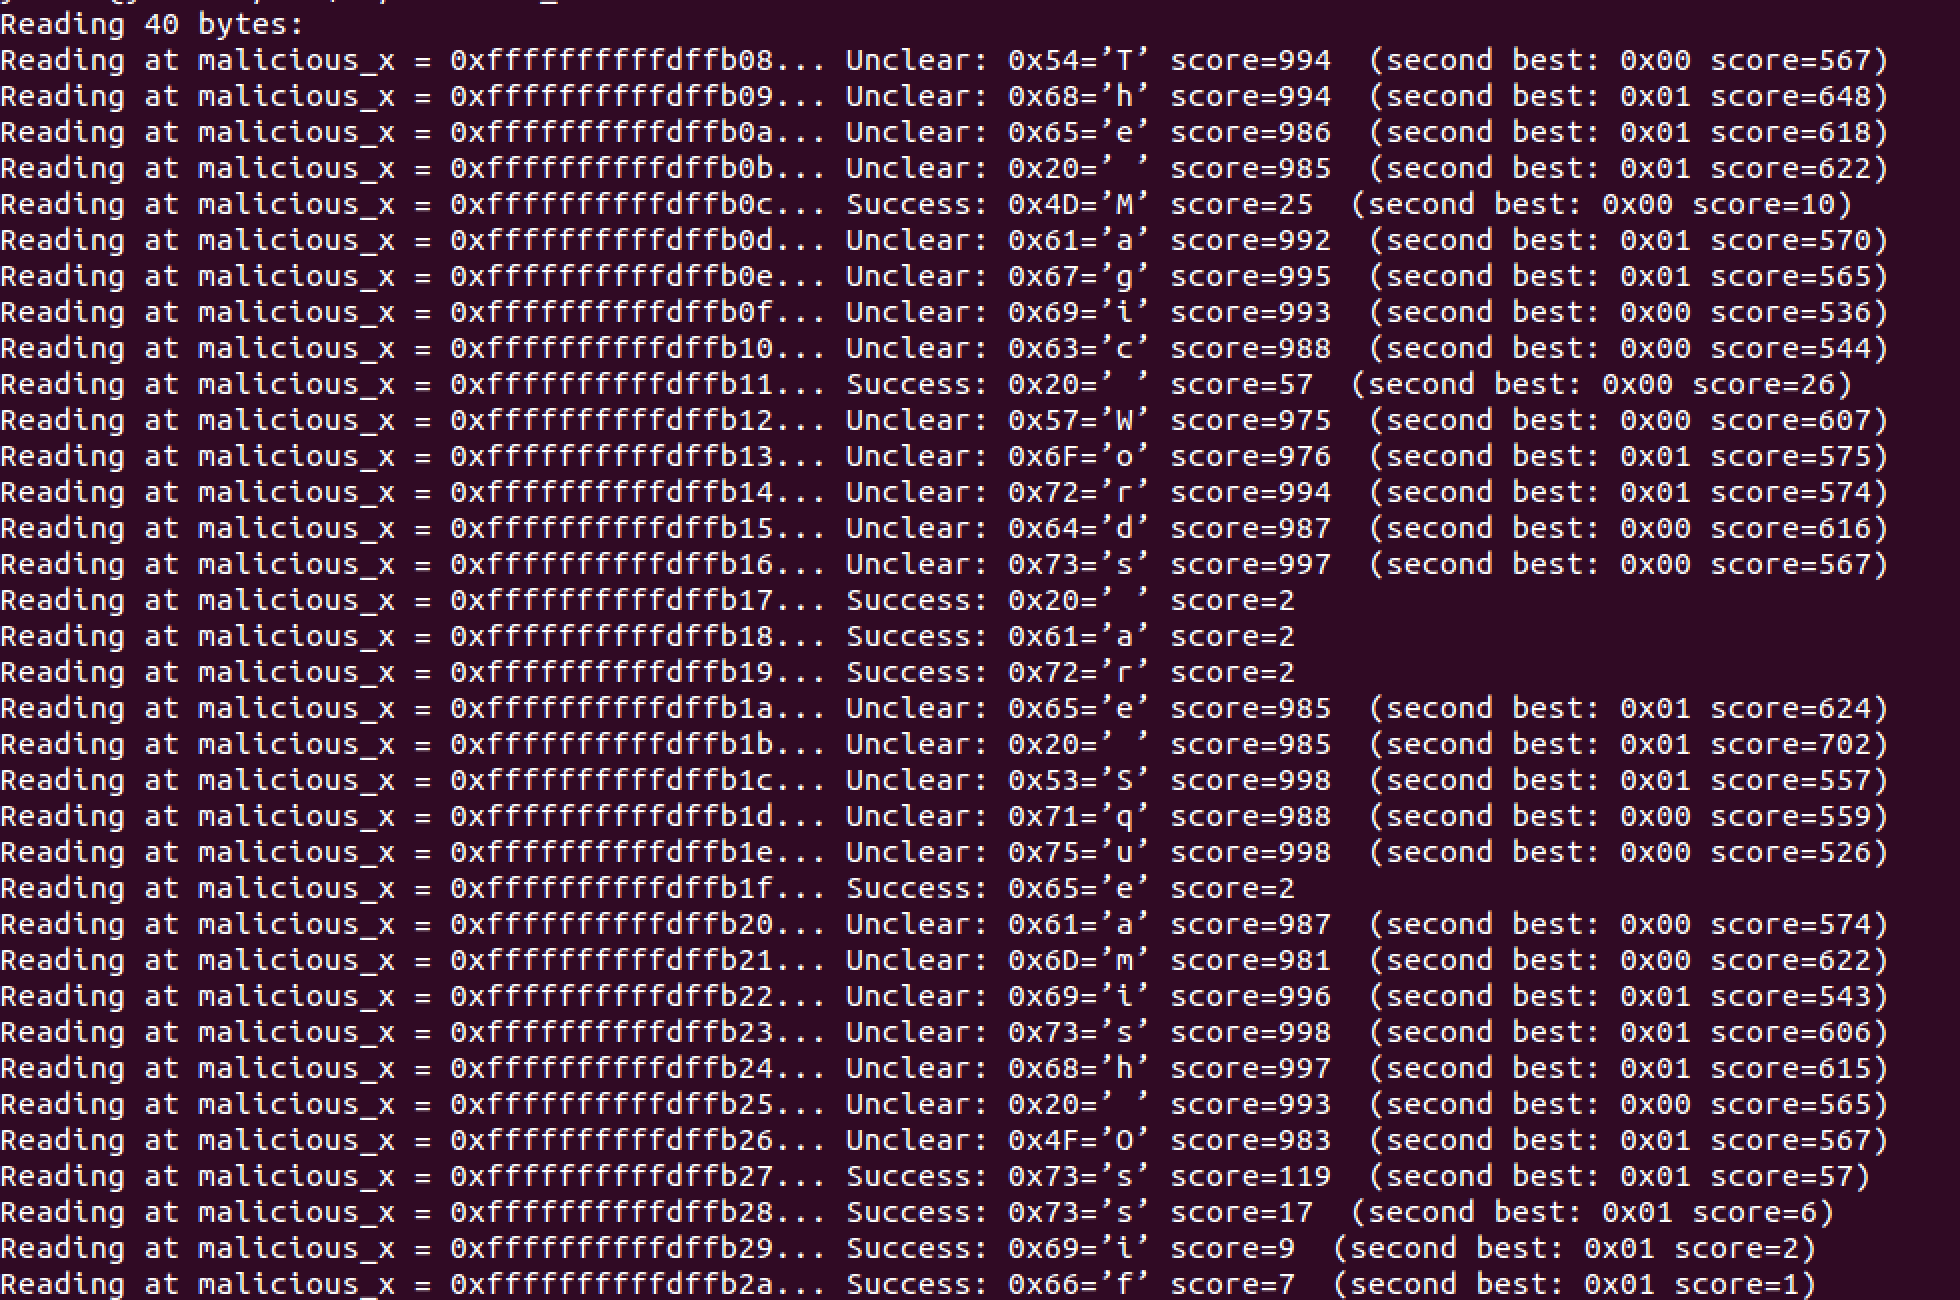 Reading 40 bytes:
Reading at malicious_x = 0xffffffffffdffb08... Unclear: 0x54=’T’ score=994  (second best: 0x00 score=567)
Reading at malicious_x = 0xffffffffffdffb09... Unclear: 0x68=’h’ score=994  (second best: 0x01 score=648)
Reading at malicious_x = 0xffffffffffdffb0a... Unclear: 0x65=’e’ score=986  (second best: 0x01 score=618)
Reading at malicious_x = 0xffffffffffdffb0b... Unclear: 0x20=’ ’ score=985  (second best: 0x01 score=622)
Reading at malicious_x = 0xffffffffffdffb0c... Success: 0x4D=’M’ score=25  (second best: 0x00 score=10)
Reading at malicious_x = 0xffffffffffdffb0d... Unclear: 0x61=’a’ score=992  (second best: 0x01 score=570)
Reading at malicious_x = 0xffffffffffdffb0e... Unclear: 0x67=’g’ score=995  (second best: 0x01 score=565)
Reading at malicious_x = 0xffffffffffdffb0f... Unclear: 0x69=’i’ score=993  (second best: 0x00 score=536)
Reading at malicious_x = 0xffffffffffdffb10... Unclear: 0x63=’c’ score=988  (second best: 0x00 score=544)
Reading at malicious_x = 0xffffffffffdffb11... Success: 0x20=’ ’ score=57  (second best: 0x00 score=26)
Reading at malicious_x = 0xffffffffffdffb12... Unclear: 0x57=’W’ score=975  (second best: 0x00 score=607)
Reading at malicious_x = 0xffffffffffdffb13... Unclear: 0x6F=’o’ score=976  (second best: 0x01 score=575)
Reading at malicious_x = 0xffffffffffdffb14... Unclear: 0x72=’r’ score=994  (second best: 0x01 score=574)
Reading at malicious_x = 0xffffffffffdffb15... Unclear: 0x64=’d’ score=987  (second best: 0x00 score=616)
Reading at malicious_x = 0xffffffffffdffb16... Unclear: 0x73=’s’ score=997  (second best: 0x00 score=567)
Reading at malicious_x = 0xffffffffffdffb17... Success: 0x20=’ ’ score=2
Reading at malicious_x = 0xffffffffffdffb18... Success: 0x61=’a’ score=2
Reading at malicious_x = 0xffffffffffdffb19... Success: 0x72=’r’ score=2
Reading at malicious_x = 0xffffffffffdffb1a... Unclear: 0x65=’e’ score=985  (second best: 0x01 score=624)
Reading at malicious_x = 0xffffffffffdffb1b... Unclear: 0x20=’ ’ score=985  (second best: 0x01 score=702)
Reading at malicious_x = 0xffffffffffdffb1c... Unclear: 0x53=’S’ score=998  (second best: 0x01 score=557)
Reading at malicious_x = 0xffffffffffdffb1d... Unclear: 0x71=’q’ score=988  (second best: 0x00 score=559)
Reading at malicious_x = 0xffffffffffdffb1e... Unclear: 0x75=’u’ score=998  (second best: 0x00 score=526)
Reading at malicious_x = 0xffffffffffdffb1f... Success: 0x65=’e’ score=2
Reading at malicious_x = 0xffffffffffdffb20... Unclear: 0x61=’a’ score=987  (second best: 0x00 score=574)
Reading at malicious_x = 0xffffffffffdffb21... Unclear: 0x6D=’m’ score=981  (second best: 0x00 score=622)
Reading at malicious_x = 0xffffffffffdffb22... Unclear: 0x69=’i’ score=996  (second best: 0x01 score=543)
Reading at malicious_x = 0xffffffffffdffb23... Unclear: 0x73=’s’ score=998  (second best: 0x01 score=606)
Reading at malicious_x = 0xffffffffffdffb24... Unclear: 0x68=’h’ score=997  (second best: 0x01 score=615)
Reading at malicious_x = 0xffffffffffdffb25... Unclear: 0x20=’ ’ score=993  (second best: 0x00 score=565)
Reading at malicious_x = 0xffffffffffdffb26... Unclear: 0x4F=’O’ score=983  (second best: 0x01 score=567)
Reading at malicious_x = 0xffffffffffdffb27... Success: 0x73=’s’ score=119  (second best: 0x01 score=57)
Reading at malicious_x = 0xffffffffffdffb28... Success: 0x73=’s’ score=17  (second best: 0x01 score=6)
Reading at malicious_x = 0xffffffffffdffb29... Success: 0x69=’i’ score=9  (second best: 0x01 score=2)
Reading at malicious_x = 0xffffffffffdffb2a... Success: 0x66=’f’ score=7  (second best: 0x01 score=1)